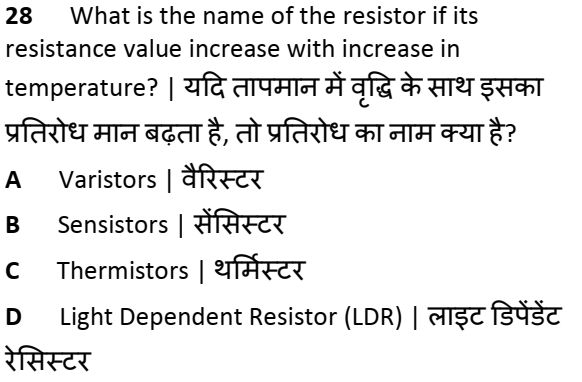 28 What is the name of the resistor if its
resistance value increase with increase in
temperature? | यदि तापमान में वृद्धि के साथ इसका
प्रतिरोध मान बढ़ता है, तो प्रतिरोध का नाम क्या है?
A Varistors | वैरिस्टर
B Sensistors | सेंसिस्टर
C Thermistors | थर्मिस्टर
D Light Dependent Resistor (LDR) | लाइट डिपेंडेंट
रेसिस्टर